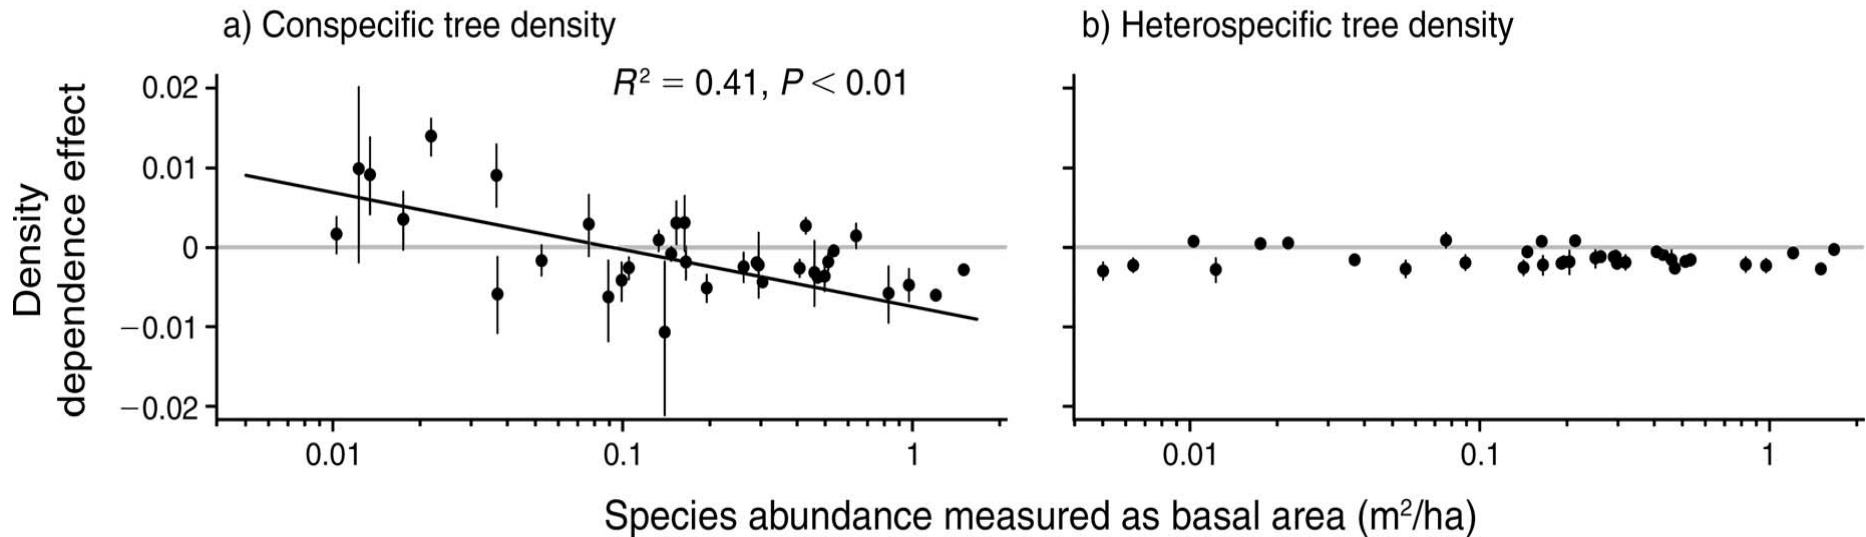 a) Conspecific tree density
b) Heterospecific tree density
R² = 0.41, P < 0.01
Density
dependence effect
0.02
0.01
0
−0.01
−0.02
0.01 0.1 1
0.01 0.1 1
Species abundance measured as basal area (m²/ha)